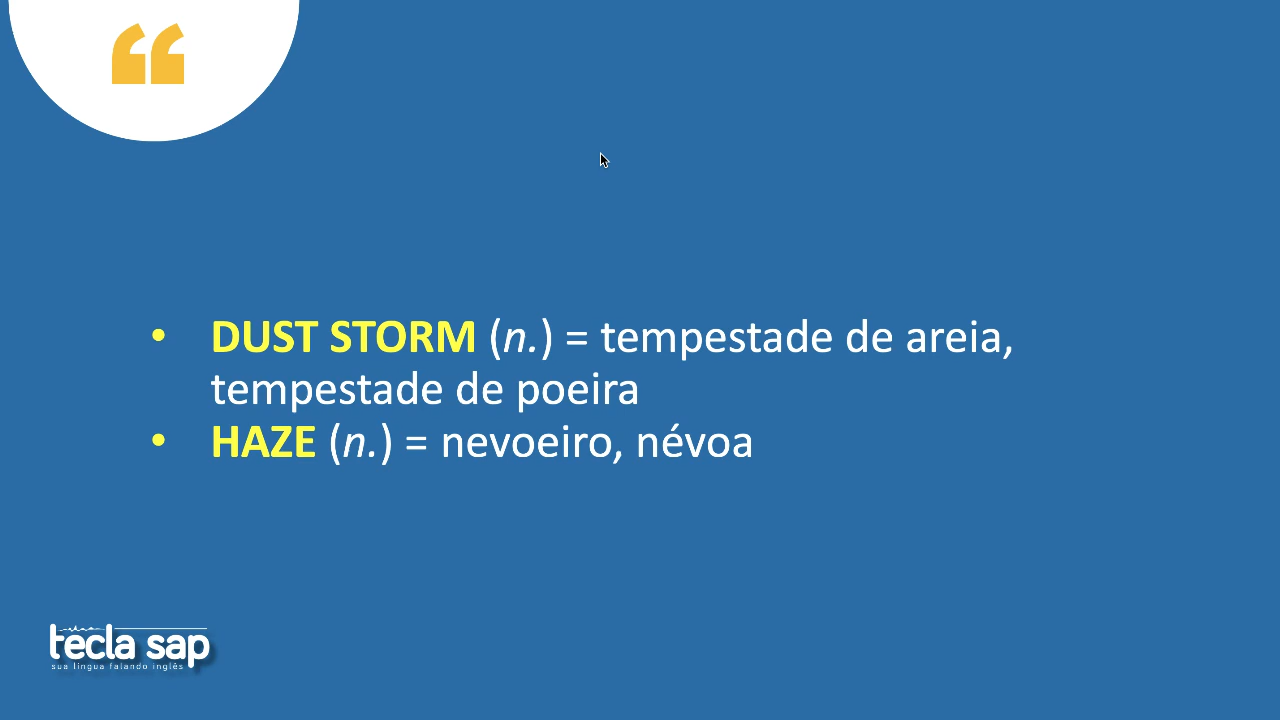 “
• DUST STORM (n.) = tempestade de areia,
tempestade de poeira
• HAZE (n.) = nevoeiro, névoa
tecla sap
sua língua falando inglês